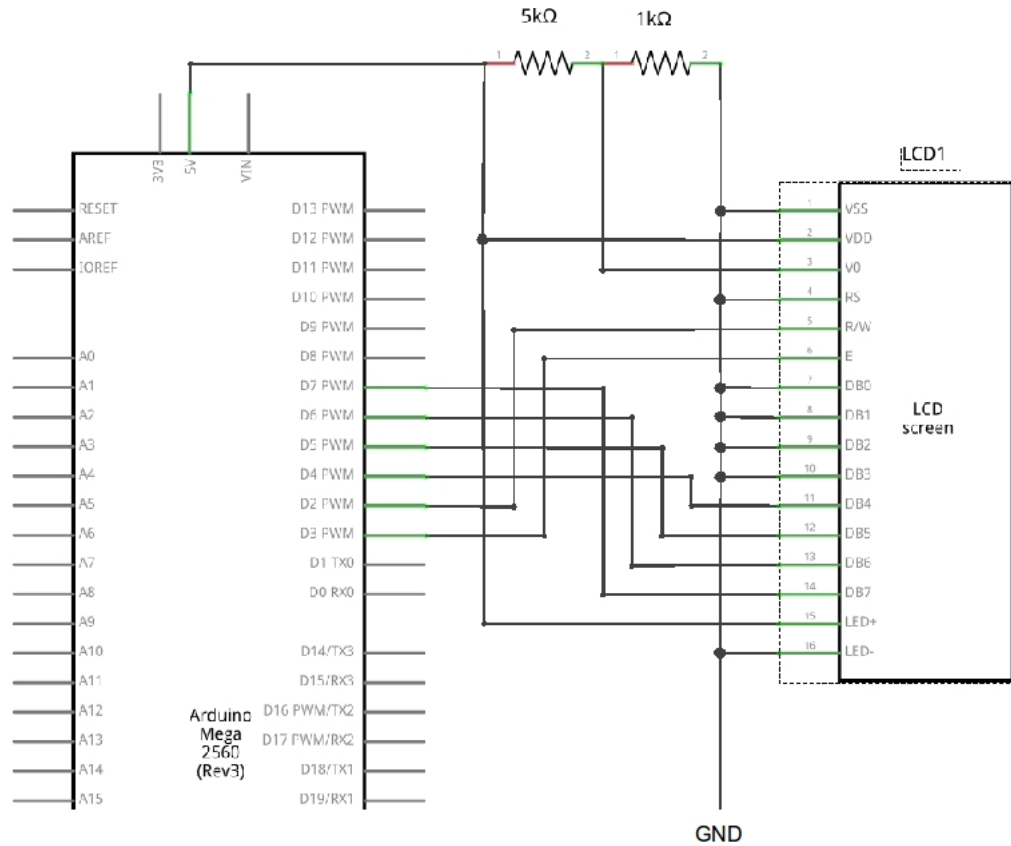 5kΩ
1kΩ
1
2
1
2
3V3
5V
VIN
LCD1
RESET
AREF
IOREF
A0
A1
A2
A3
A4
A5
A6
A7
A8
A9
A10
A11
A12
A13
A14
A15
Arduino
Mega
2560
(Rev3)
D13 PWM
D12 PWM
D11 PWM
D10 PWM
D9 PWM
D8 PWM
D7 PWM
D6 PWM
D5 PWM
D4 PWM
D2 PWM
D3 PWM
D1 TX0
D0 RX0
D14/TX3
D15/RX3
D16 PWM/TX2
D17 PWM/RX2
D18/TX1
D19/RX1
1 VSS
2 VDD
3 V0
4 RS
5 R/W
6 E
7 DB0
8 DB1
9 DB2
10 DB3
11 DB4
12 DB5
13 DB6
14 DB7
15 LED+
16 LED-
LCD
screen
GND